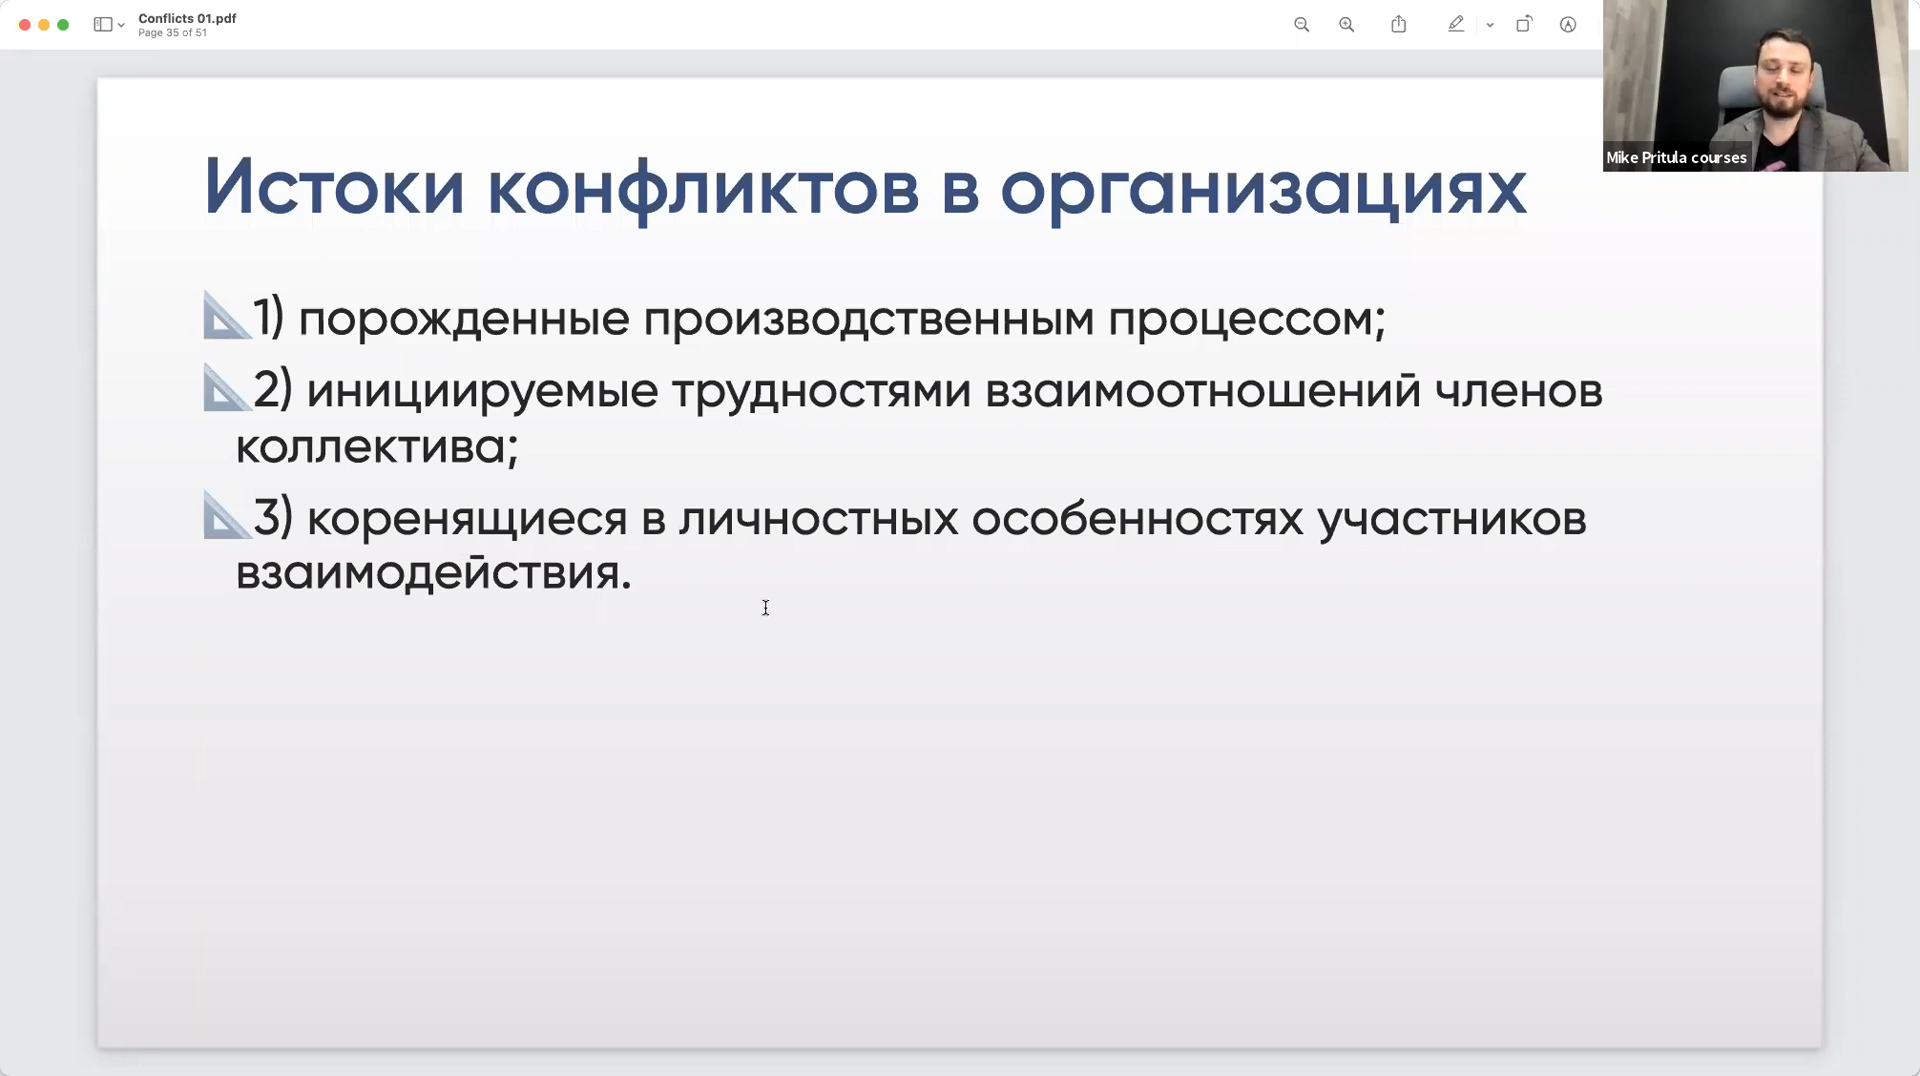 Conflicts 01.pdf
Page 35 of 51
Mike Pritula courses
Истоки конфликтов в организациях
1) порожденные производственным процессом;
2) инициируемые трудностями взаимоотношений членов
коллектива;
3) коренящиеся в личностных особенностях участников
взаимодействия.